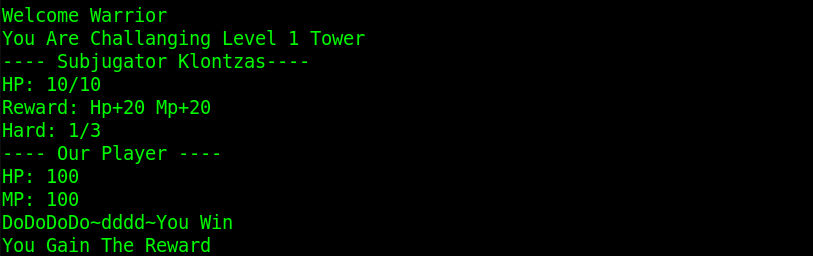 Welcome Warrior
You Are Challanging Level 1 Tower
---- Subjugator Klontzas----
HP: 10/10
Reward: Hp+20 Mp+20
Hard: 1/3
---- Our Player ----
HP: 100
MP: 100
DoDoDoDo~dddd~You Win
You Gain The Reward